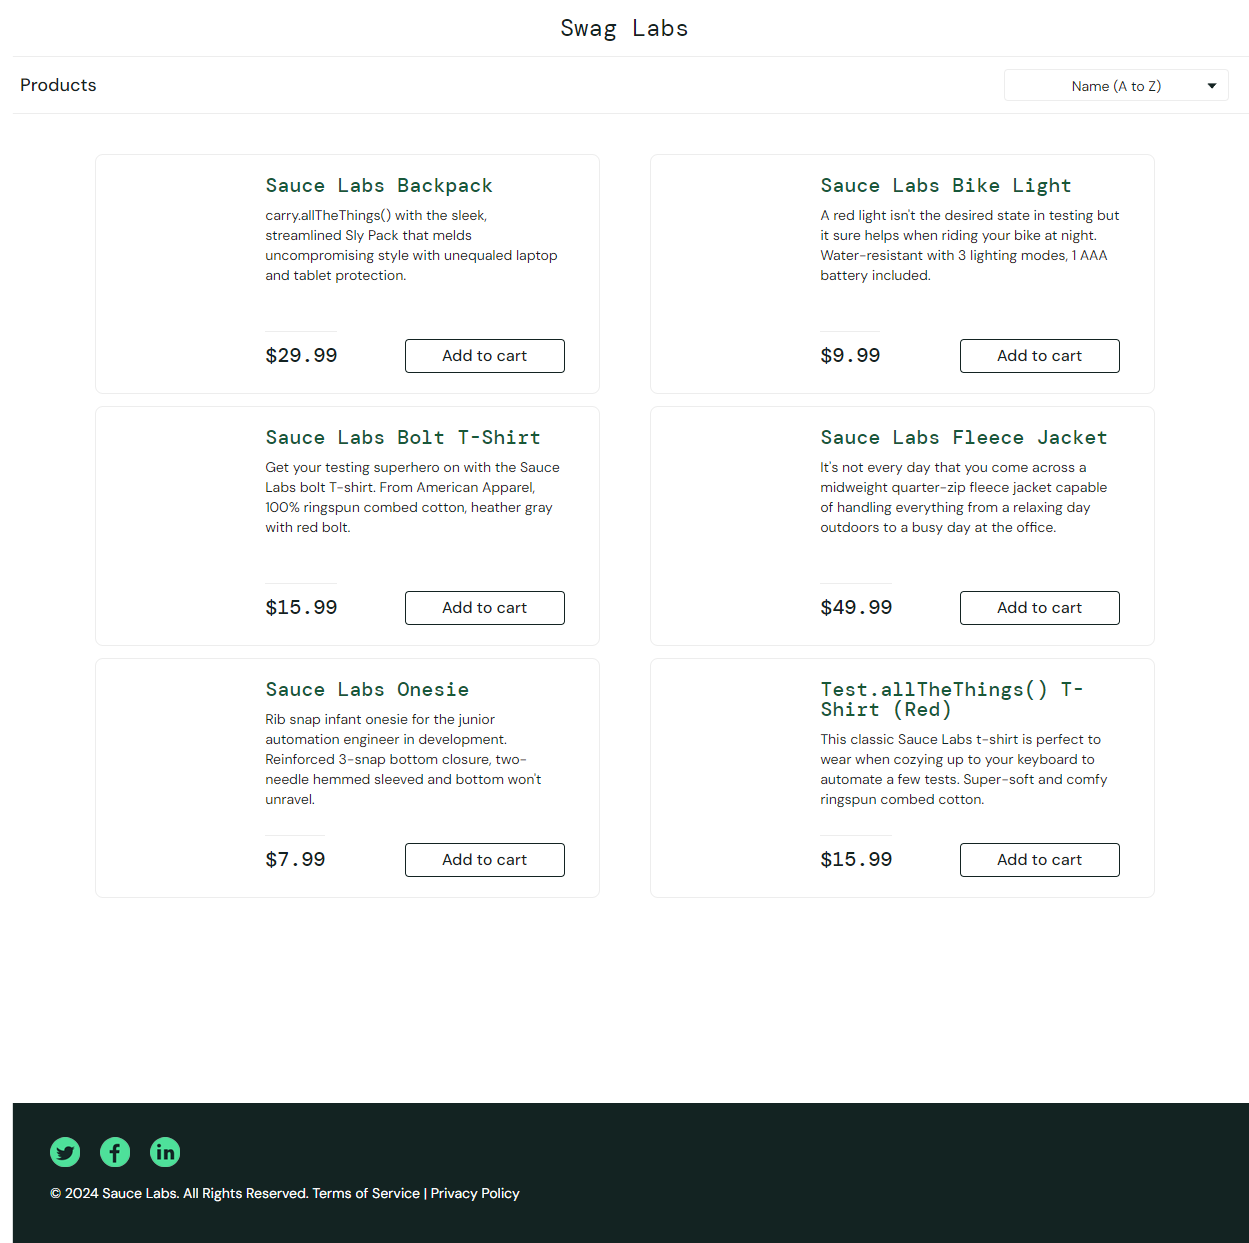 Swag Labs
Products
Name (A to Z)
Sauce Labs Backpack
carry.allTheThings() with the sleek,
streamlined Sly Pack that melds
uncompromising style with unequaled laptop
and tablet protection.
$29.99
Add to cart
Sauce Labs Bike Light
A red light isn't the desired state in testing but
it sure helps when riding your bike at night.
Water-resistant with 3 lighting modes, 1 AAA
battery included.
$9.99
Add to cart
Sauce Labs Bolt T-Shirt
Get your testing superhero on with the Sauce
Labs bolt T-shirt. From American Apparel,
100% ringspun combed cotton, heather gray
with red bolt.
$15.99
Add to cart
Sauce Labs Fleece Jacket
It's not every day that you come across a
midweight quarter-zip fleece jacket capable
of handling everything from a relaxing day
outdoors to a busy day at the office.
$49.99
Add to cart
Sauce Labs Onesie
Rib snap infant onesie for the junior
automation engineer in development.
Reinforced 3-snap bottom closure, two-
needle hemmed sleeved and bottom won't
unravel.
$7.99
Add to cart
Test.allTheThings() T-
Shirt (Red)
This classic Sauce Labs t-shirt is perfect to
wear when cozying up to your keyboard to
automate a few tests. Super-soft and comfy
ringspun combed cotton.
$15.99
Add to cart
© 2024 Sauce Labs. All Rights Reserved. Terms of Service | Privacy Policy